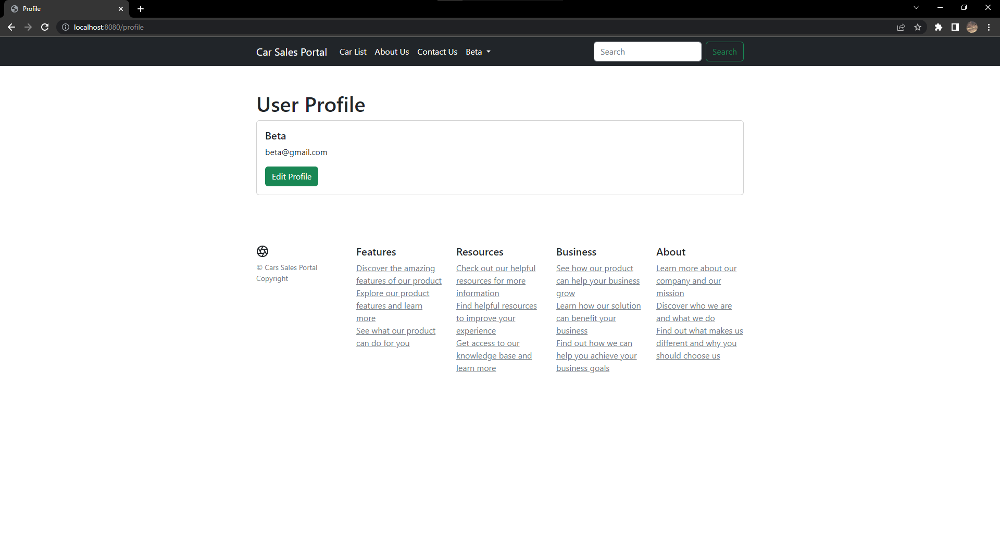 Profile
localhost:8080/profile
Car Sales Portal Car List About Us Contact Us Beta Search Search
User Profile
Beta
beta@gmail.com
Edit Profile
© Cars Sales Portal
Copyright
Features
Discover the amazing
features of our product
Explore our product
features and learn
more
See what our product
can do for you
Resources
Check out our helpful
resources for more
information
Find helpful resources
to improve your
experience
Get access to our
knowledge base and
learn more
Business
See how our product
can help your business
grow
Learn how our solution
can benefit your
business
Find out how we can
help you achieve your
business goals
About
Learn more about our
company and our
mission
Discover who we are
and what we do
Find out what makes us
different and why you
should choose us